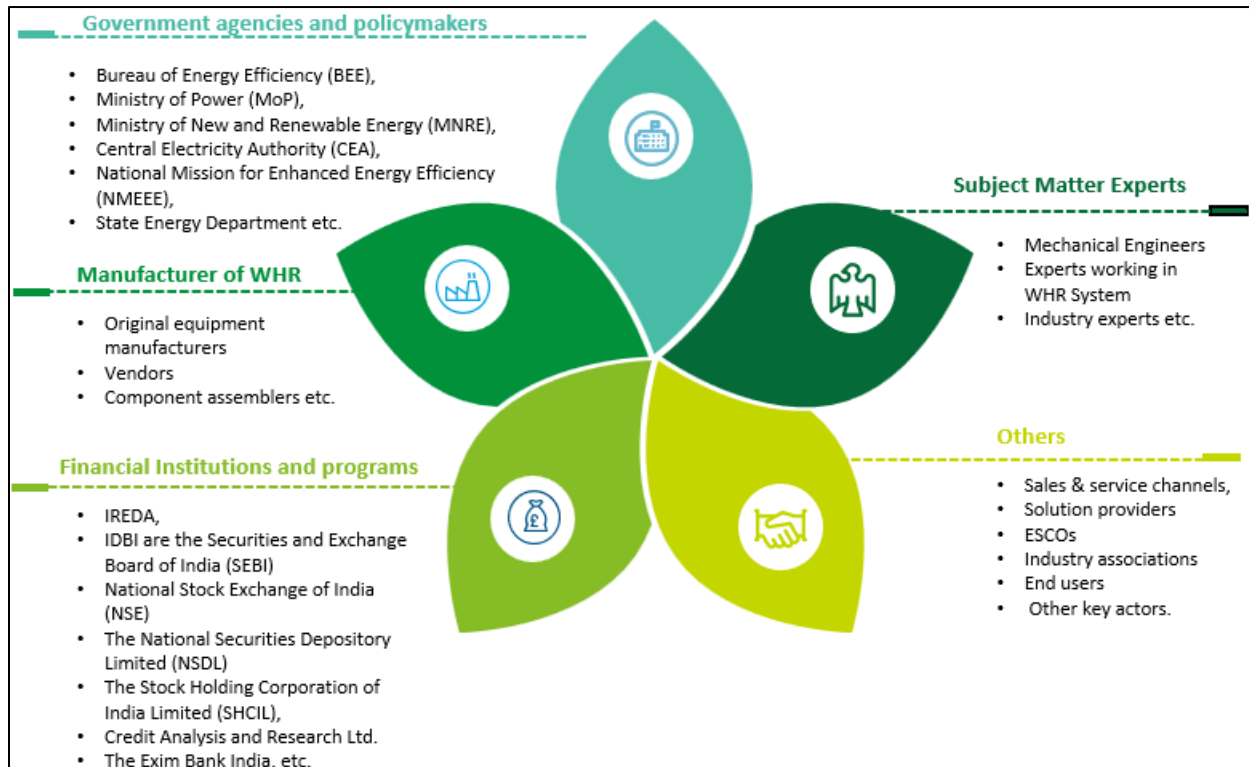 Government agencies and policymakers
• Bureau of Energy Efficiency (BEE),
• Ministry of Power (MoP),
• Ministry of New and Renewable Energy (MNRE),
• Central Electricity Authority (CEA),
• National Mission for Enhanced Energy Efficiency
(NMEEE),
• State Energy Department etc.
Manufacturer of WHR
• Original equipment
manufacturers
• Vendors
• Component assemblers etc.
Financial Institutions and programs
• IREDA,
• IDBI are the Securities and Exchange
Board of India (SEBI)
• National Stock Exchange of India
(NSE)
• The National Securities Depository
Limited (NSDL)
• The Stock Holding Corporation of
India Limited (SHCIL),
• Credit Analysis and Research Ltd.
• The Exim Bank India, etc.
£
Subject Matter Experts
• Mechanical Engineers
• Experts working in
WHR System
• Industry experts etc.
Others
• Sales & service channels,
• Solution providers
• ESCOs
• Industry associations
• End users
• Other key actors.